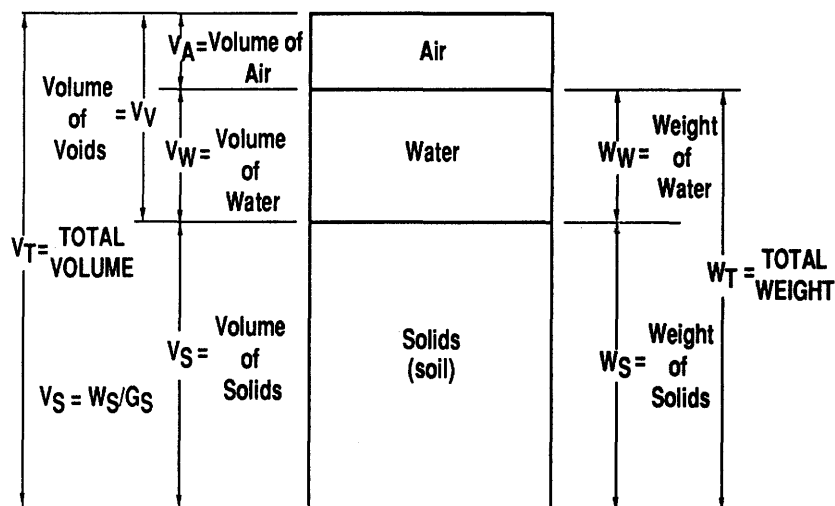 VA= Volume of
Air
Volume
of
Voids
= VV
VW= Volume
of
Water
VT= TOTAL
VOLUME
VS= Volume
of
Solids
VS = WS/GS
Air
Water
Solids
(soil)
WW= Weight
of
Water
WT= TOTAL
WEIGHT
WS= Weight
of
Solids